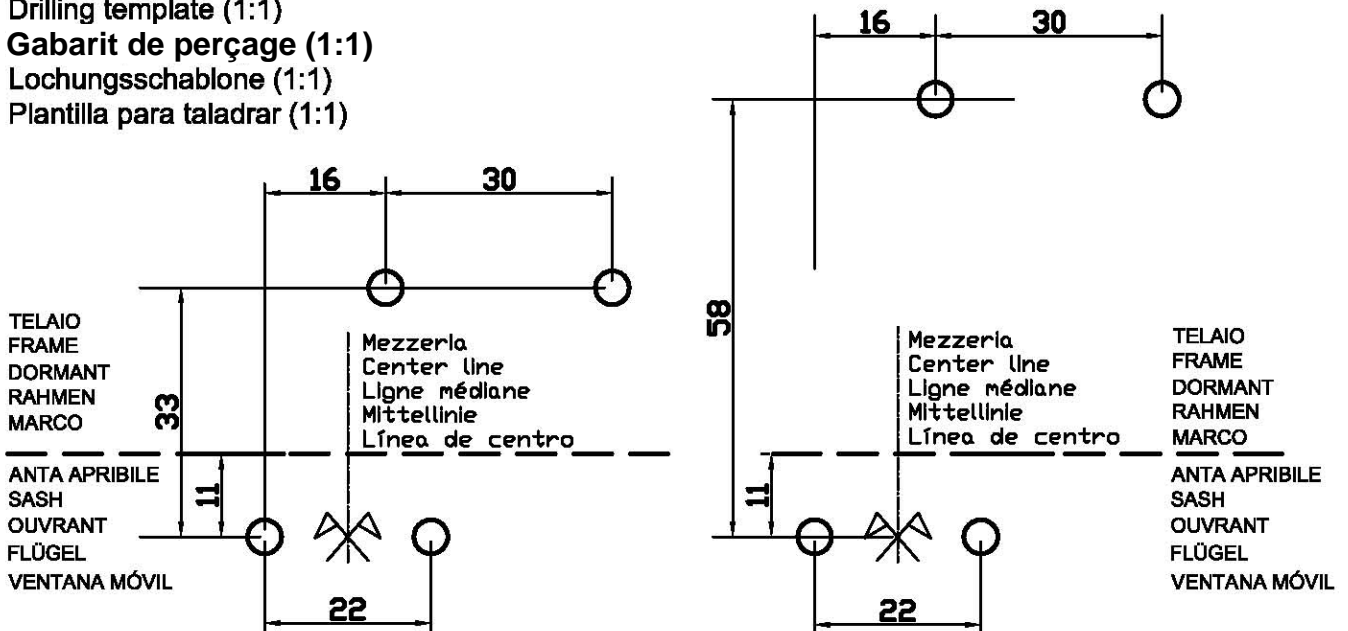 Drilling template (1:1)
Gabarit de perçage (1:1)
Lochungsschablone (1:1)
Plantilla para taladrar (1:1)
16
30
33
11
22
TELAIO
FRAME
DORMANT
RAHMEN
MARCO
Mezzeria
Center line
Ligne médiane
Mittellinie
Línea de centro
ANTA APRIBILE
SASH
OUVRANT
FLÜGEL
VENTANA MÓVIL
16
30
58
11
22
Mezzeria
Center line
Ligne médiane
Mittellinie
Línea de centro
TELAIO
FRAME
DORMANT
RAHMEN
MARCO
ANTA APRIBILE
SASH
OUVRANT
FLÜGEL
VENTANA MÓVIL